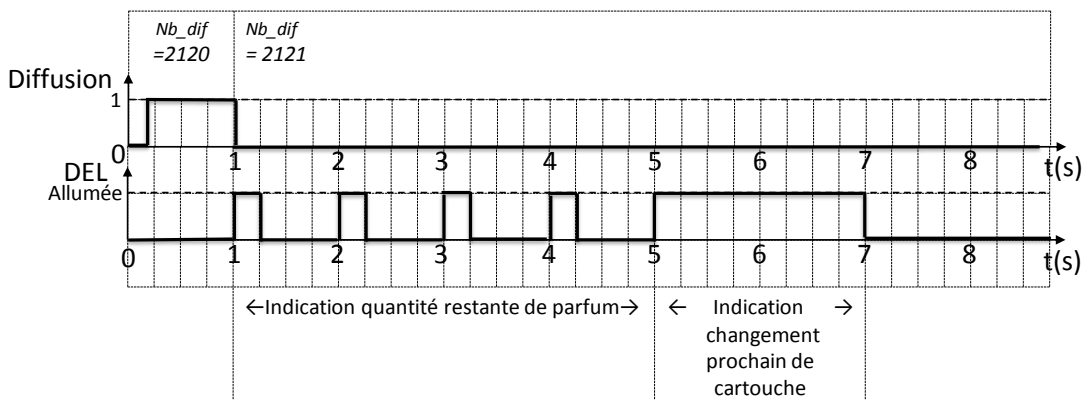 Nb_dif Nb_dif
=2120 = 2121
Diffusion
1
0 1 2 3 4 5 6 7 8 t(s)
DEL
Allumée
0 1 2 3 4 5 6 7 8 t(s)
←Indication quantité restante de parfum→ ← Indication →
changement
prochain de
cartouche